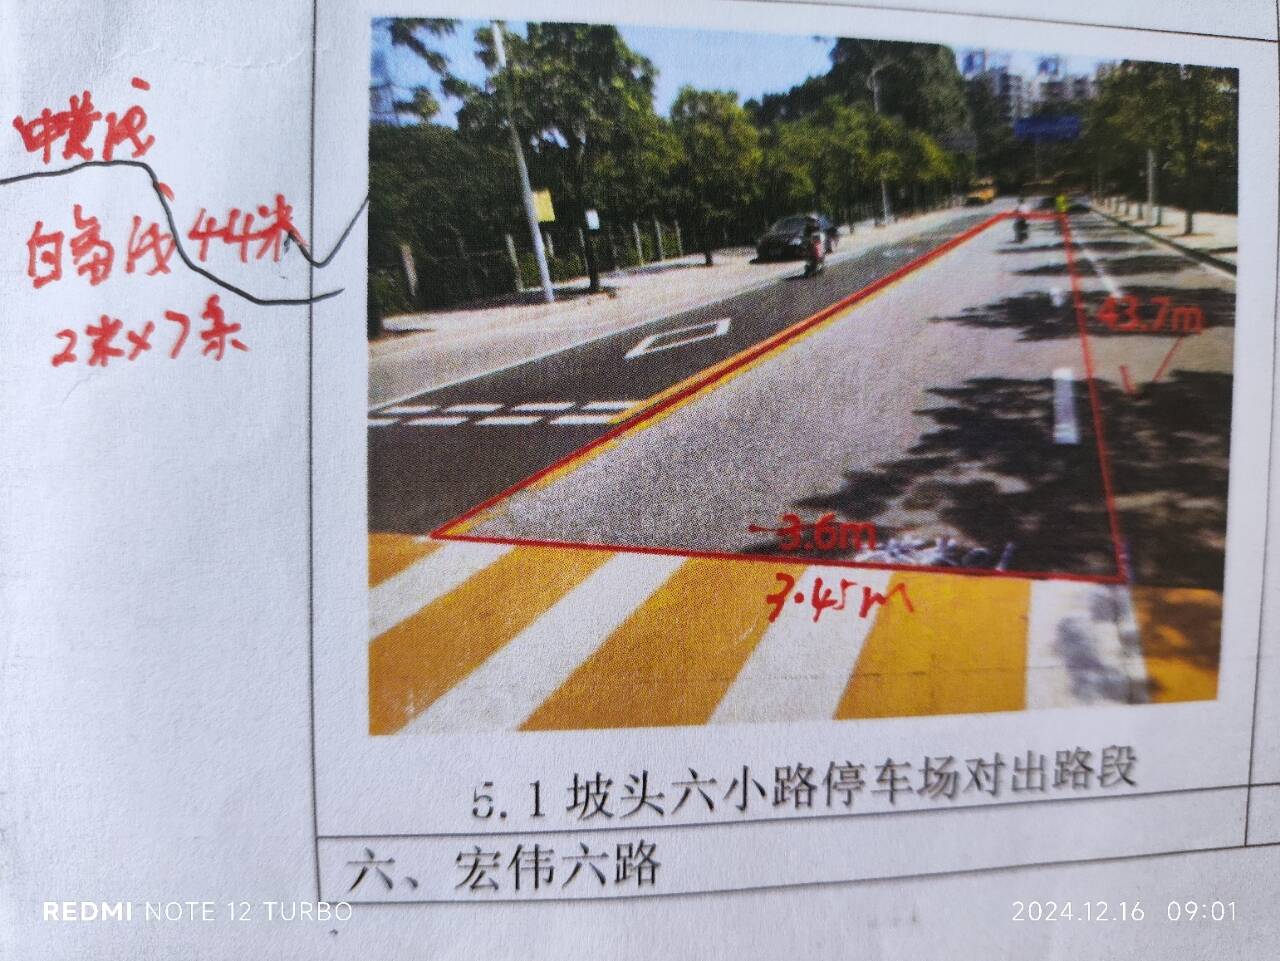 中黄线
白虚线 44米
2米×7条
43.7m
3.6m
3.45m
5.1坡头六小路停车场对出路段
六、宏伟六路
REDMI NOTE 12 TURBO
2024.12.16 09:01